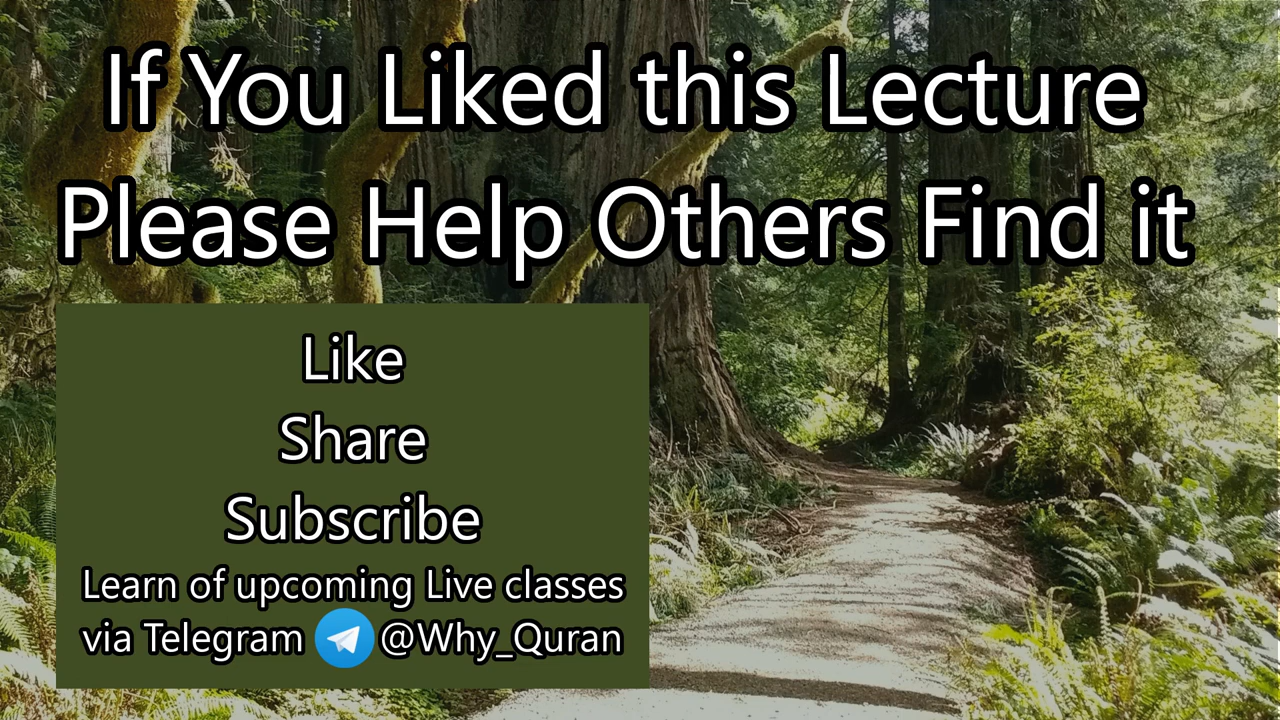 If You Liked this Lecture
Please Help Others Find it
Like
Share
Subscribe
Learn of upcoming Live classes
via Telegram @Why_Quran